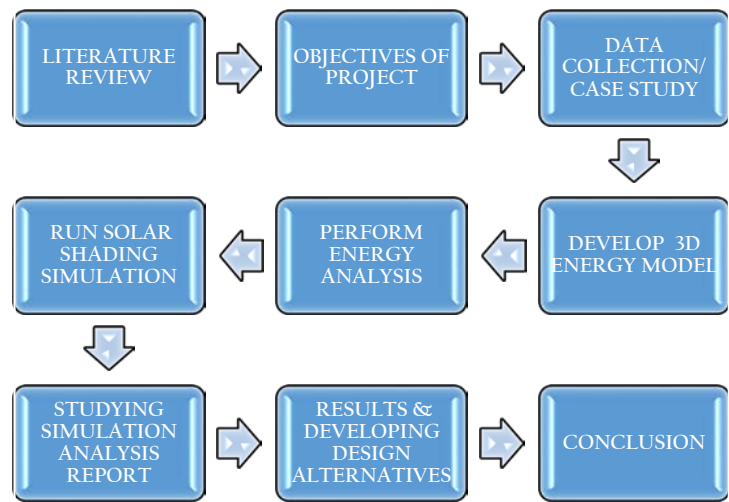 LITERATURE
REVIEW
OBJECTIVES OF
PROJECT
DATA
COLLECTION/
CASE STUDY
DEVELOP 3D
ENERGY MODEL
PERFORM
ENERGY
ANALYSIS
RUN SOLAR
SHADING
SIMULATION
STUDYING
SIMULATION
ANALYSIS
REPORT
RESULTS &
DEVELOPING
DESIGN
ALTERNATIVES
CONCLUSION